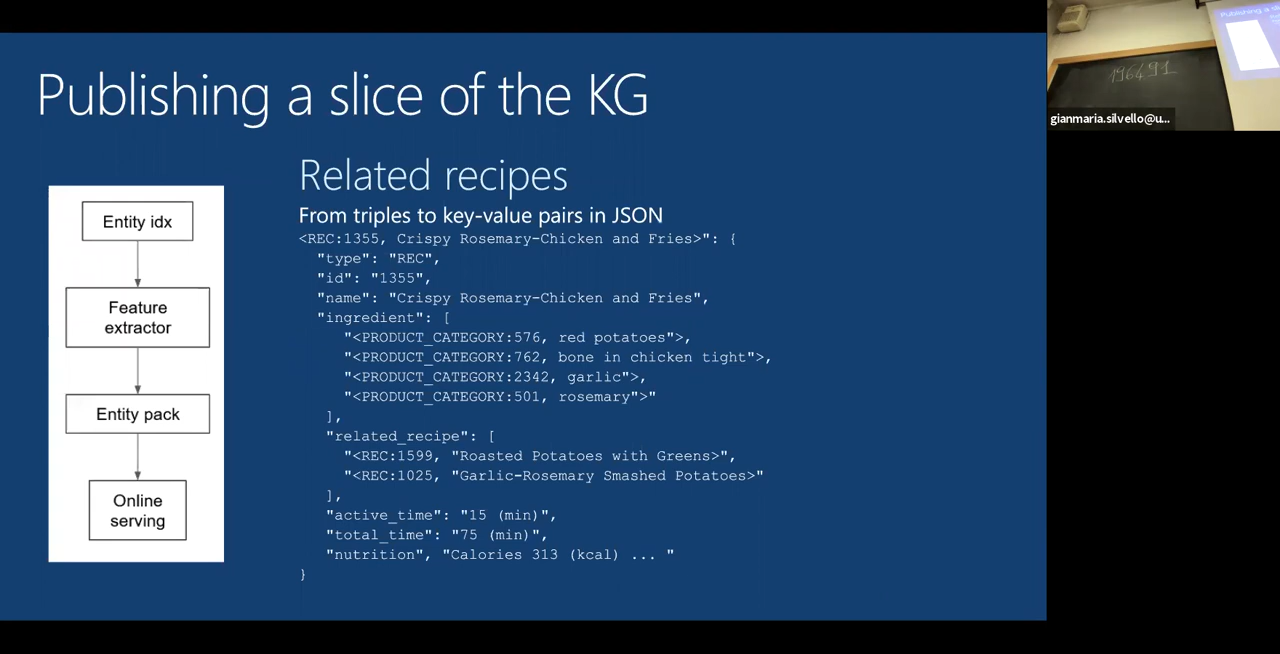 Publishing a slice of the KG
Entity idx
Feature
extractor
Entity pack
Online
serving
Related recipes
From triples to key-value pairs in JSON
<REC:1355, Crispy Rosemary-Chicken and Fries>": {
"type": "REC",
"id": "1355",
"name": "Crispy Rosemary-Chicken and Fries",
"ingredient": [
"<PRODUCT_CATEGORY:576, red potatoes">,
"<PRODUCT_CATEGORY:762, bone in chicken tight">,
"<PRODUCT_CATEGORY:2342, garlic">,
"<PRODUCT_CATEGORY:501, rosemary">"
],
"related_recipe": [
"<REC:1599, "Roasted Potatoes with Greens>",
"<REC:1025, "Garlic-Rosemary Smashed Potatoes>"
],
"active_time": "15 (min)",
"total_time": "75 (min)",
"nutrition", "Calories 313 (kcal) ... "
}
Publishing a sl
196491
gianmaria.silvello@u...